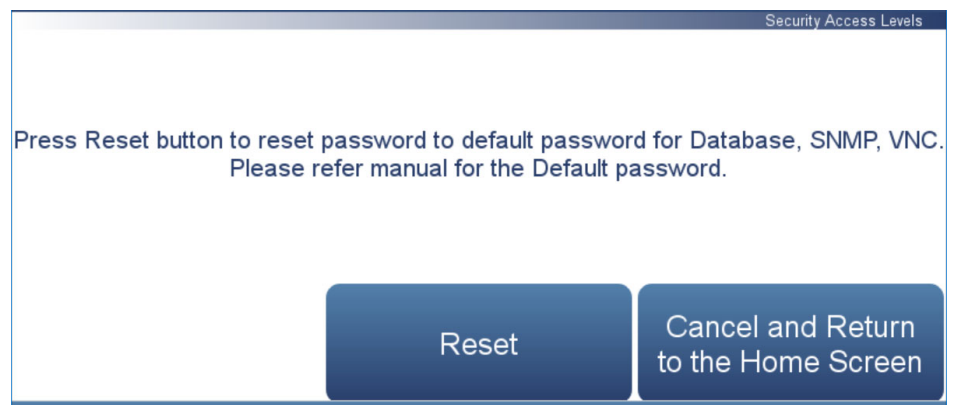 Security Access Levels
Press Reset button to reset password to default password for Database, SNMP, VNC.
Please refer manual for the Default password.
Reset
Cancel and Return
to the Home Screen